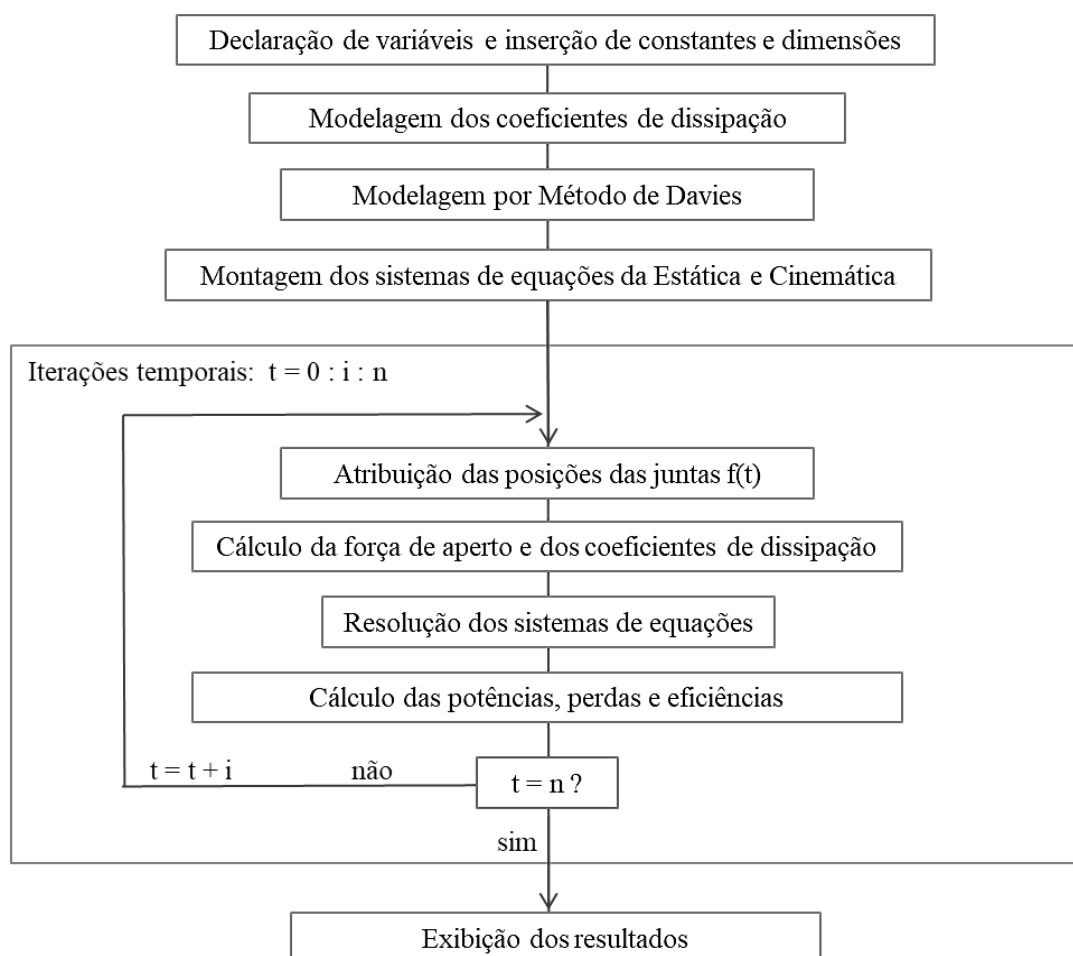 Declaração de variáveis e inserção de constantes e dimensões
Modelagem dos coeficientes de dissipação
Modelagem por Método de Davies
Montagem dos sistemas de equações da Estática e Cinemática
Iterações temporais: t = 0 : i : n
Atribuição das posições das juntas f(t)
Cálculo da força de aperto e dos coeficientes de dissipação
Resolução dos sistemas de equações
Cálculo das potências, perdas e eficiências
t = t + i não t = n ?
sim
Exibição dos resultados